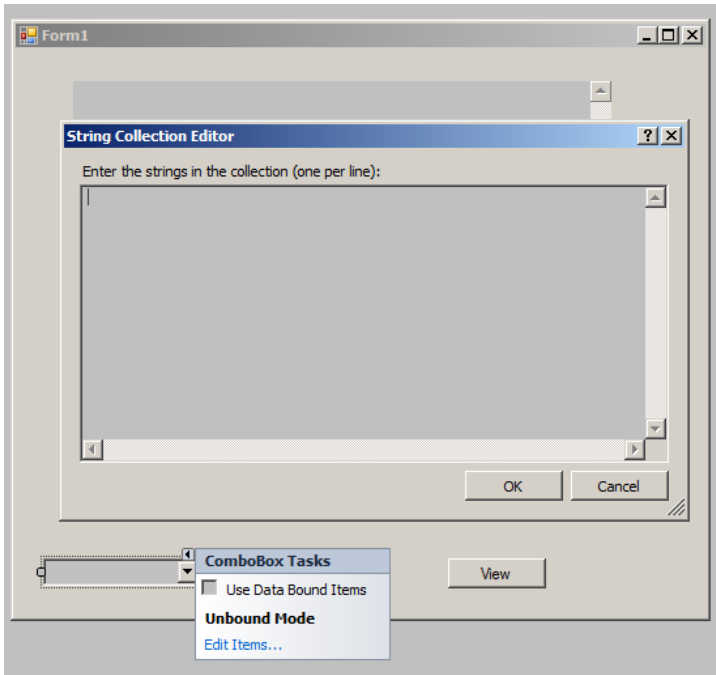 Form1
String Collection Editor
Enter the strings in the collection (one per line):
OK Cancel
ComboBox Tasks
Use Data Bound Items
View
Unbound Mode
Edit Items...